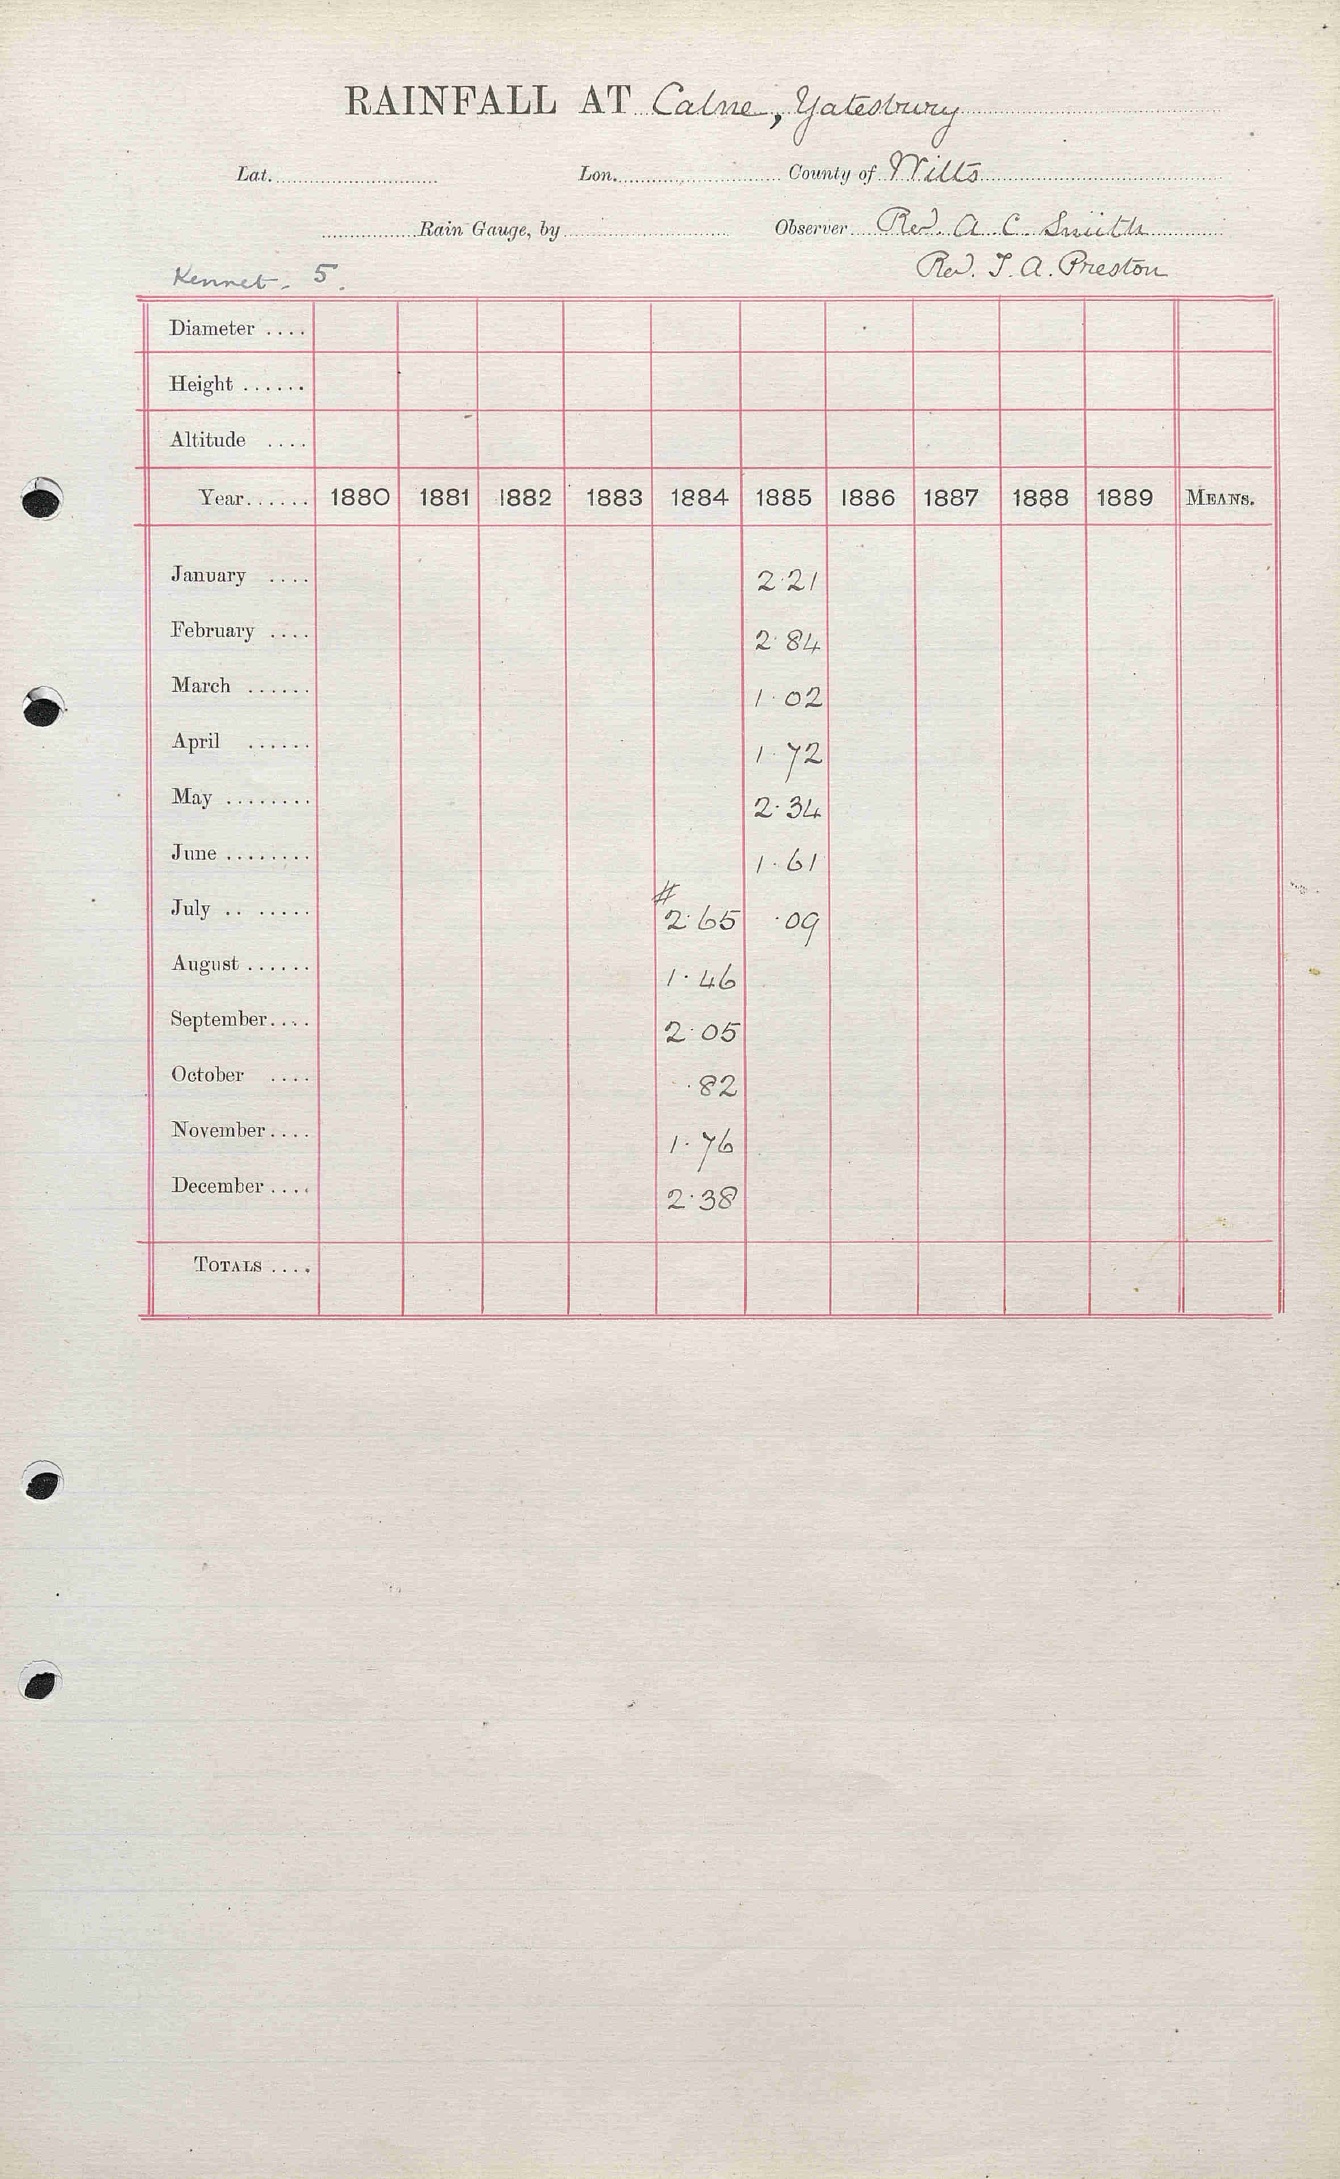 RAINFALL AT Calne, Yatesbury
Lat. Lon. County of Wilts
Rain Gauge, by Observer Rev. A. C. Smith
Kennet. 5. Rev. T. A. Preston
Diameter ....
Height ......
Altitude ....
Year...... 1880 1881 1882 1883 1884 1885 1886 1887 1888 1889 MEANS.
January .... 2.21
February .... 2.84
March ...... 1.02
April ...... 1.72
May ........ 2.34
June ........ 1.61
#
July .. ..... 2.65 .09
August ...... 1.46
September.... 2.05
October .... .82
November.... 1.76
December.... 2.38
TOTALS ....